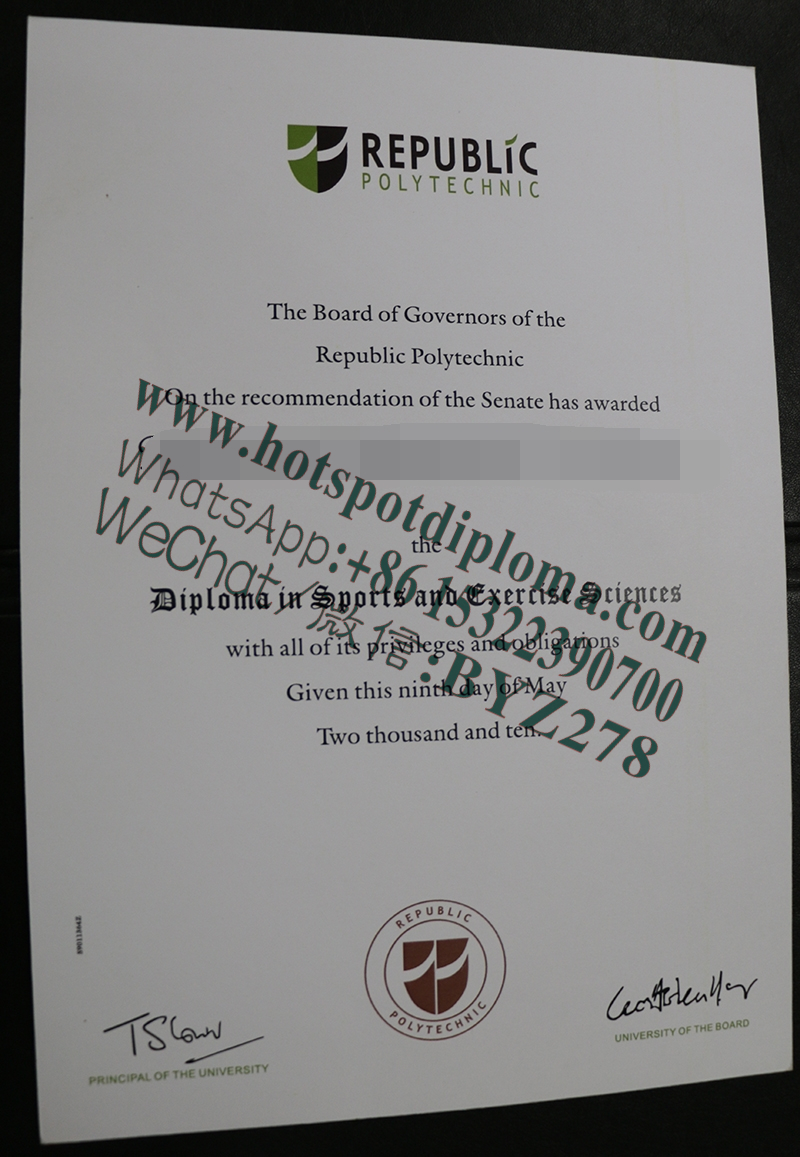 REPUBLIC
POLYTECHNIC
The Board of Governors of the
Republic Polytechnic
On the recommendation of the Senate has awarded
the
Diploma in Sports and Exercise Sciences
with all of its privileges and obligations
Given this ninth day of May
Two thousand and ten.
www.hotspotdiploma.com
WhatsApp:+86 15322390700
WeChat/微信:BYZ278
REPUBLIC
POLYTECHNIC
PRINCIPAL OF THE UNIVERSITY
UNIVERSITY OF THE BOARD